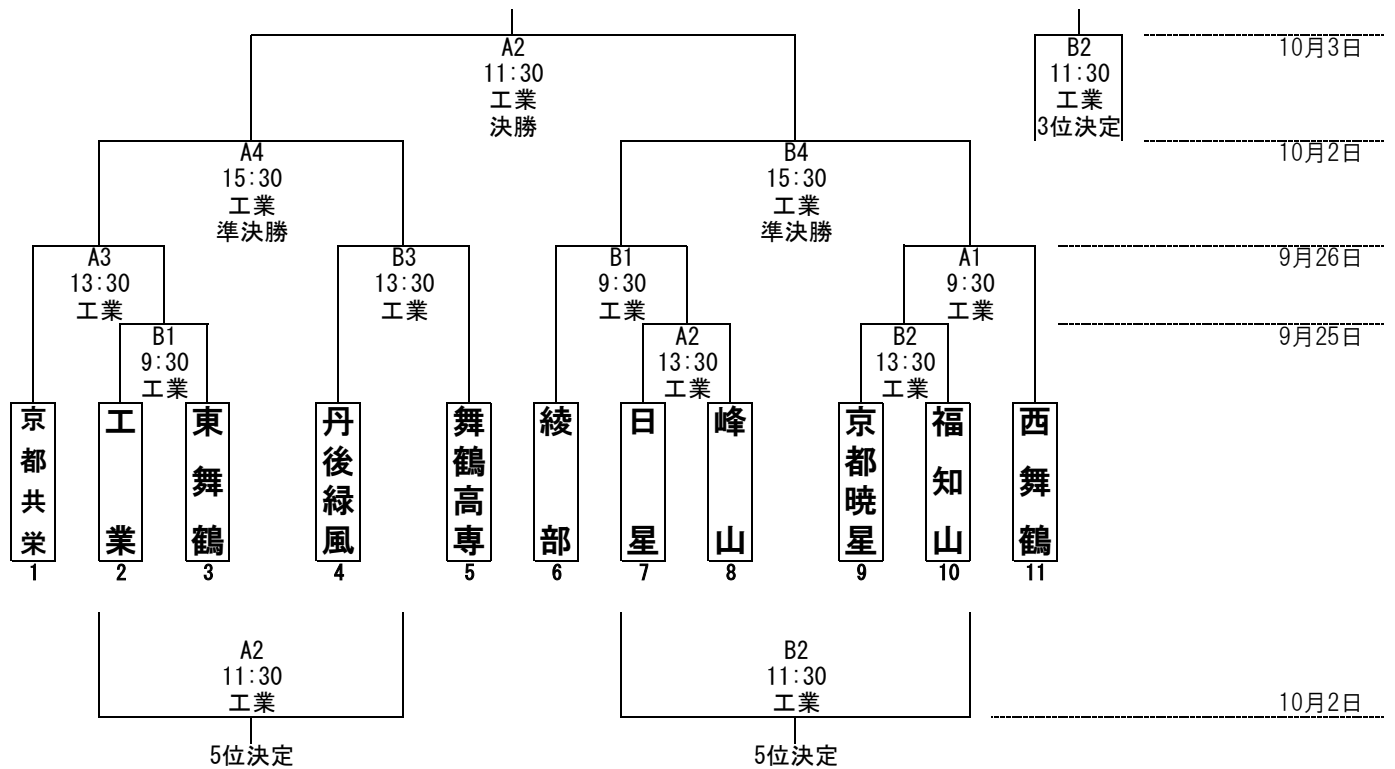 A2
11:30
工業
決勝
B2
11:30
工業
3位決定
10月3日
A4
15:30
工業
準決勝
B4
15:30
工業
準決勝
10月2日
A3
13:30
工業
B3
13:30
工業
B1
9:30
工業
A1
9:30
工業
9月26日
B1
9:30
工業
A2
13:30
工業
B2
13:30
工業
9月25日
京都共栄
工業
東舞鶴
丹後緑風
舞鶴高専
綾部
日星
峰山
京都暁星
福知山
西舞鶴
1
2
3
4
5
6
7
8
9
10
11
A2
11:30
工業
B2
11:30
工業
10月2日
5位決定
5位決定